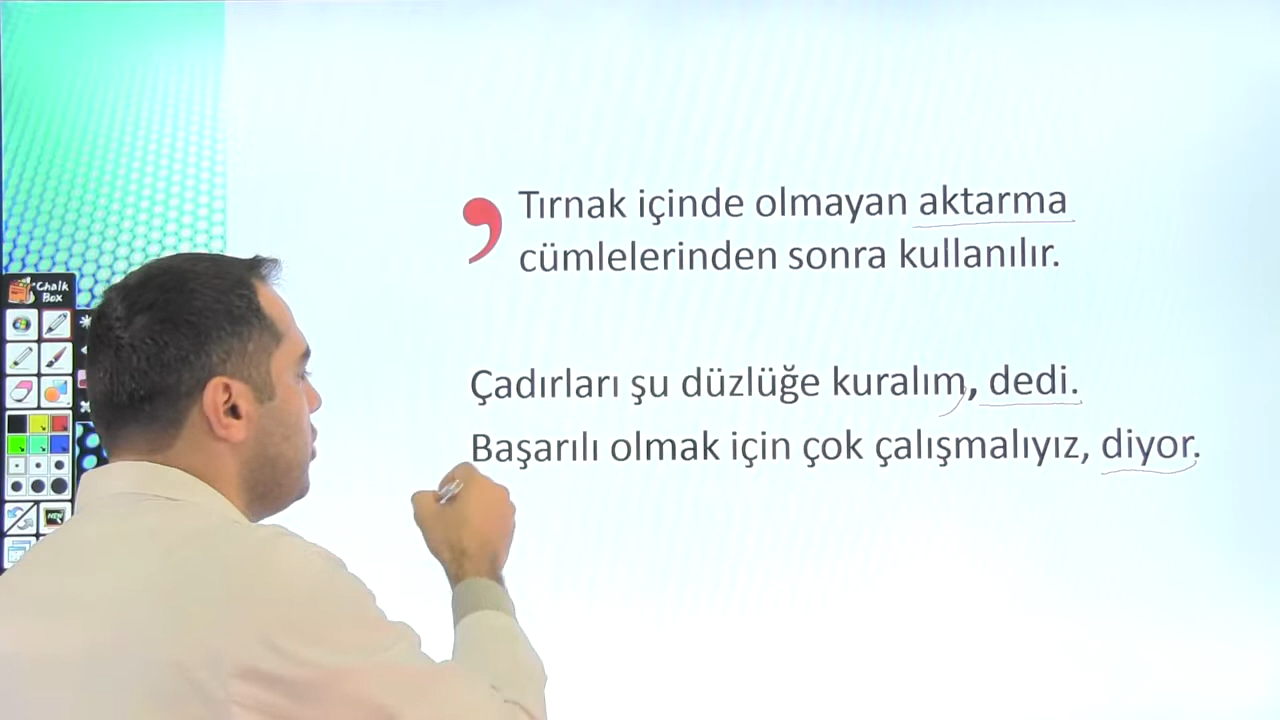 Tırnak içinde olmayan aktarma
cümlelerinden sonra kullanılır.
Çadırları şu düzlüğe kuralım, dedi.
Başarılı olmak için çok çalışmalıyız, diyor.
Chalk
Box